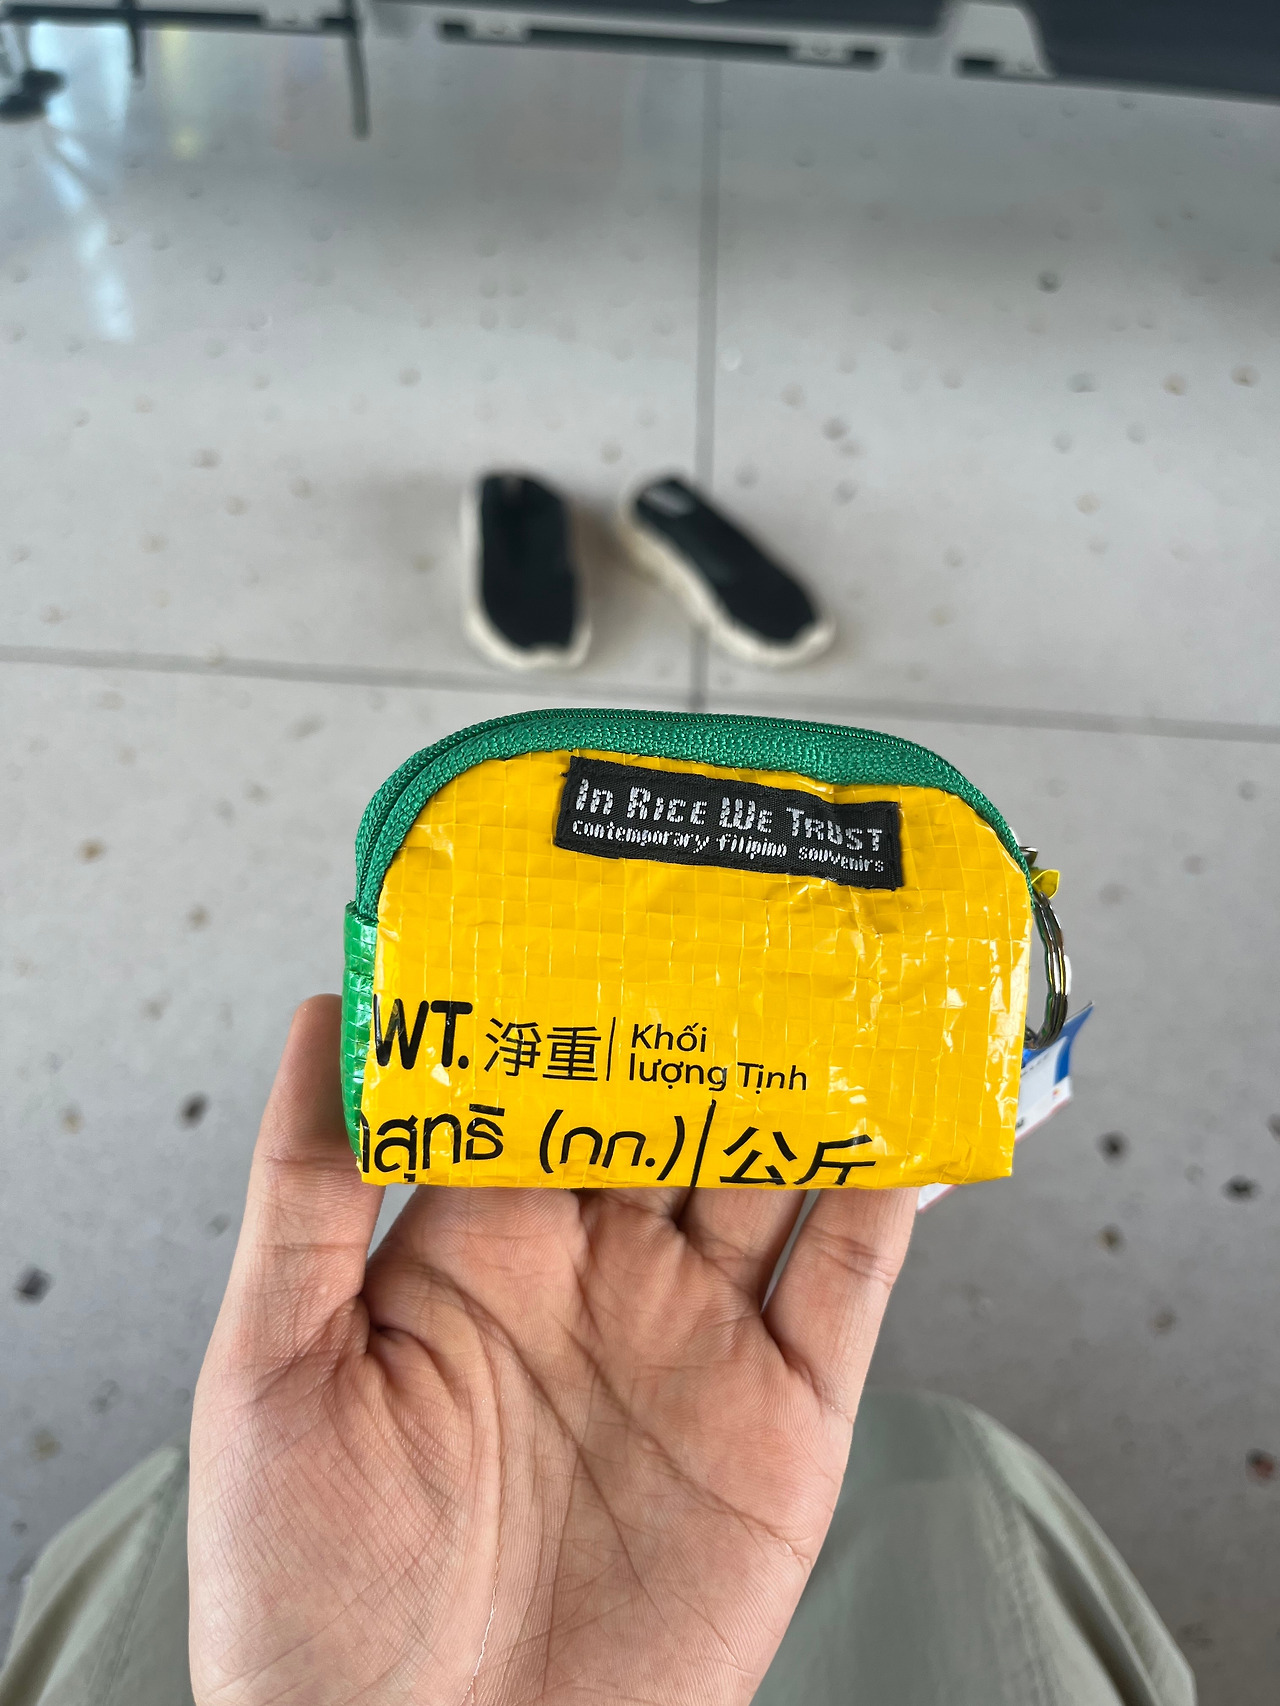 In Rice We Trust
contemporary filipino souvenirs
WT. 淨重 | Khối
lượng Tịnh
สุทธิ (กก.) | 公斤